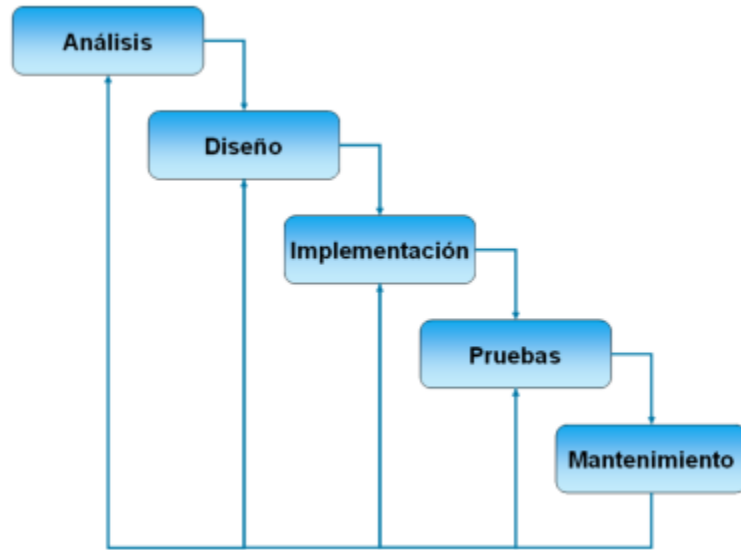 Análisis
Diseño
Implementación
Pruebas
Mantenimiento